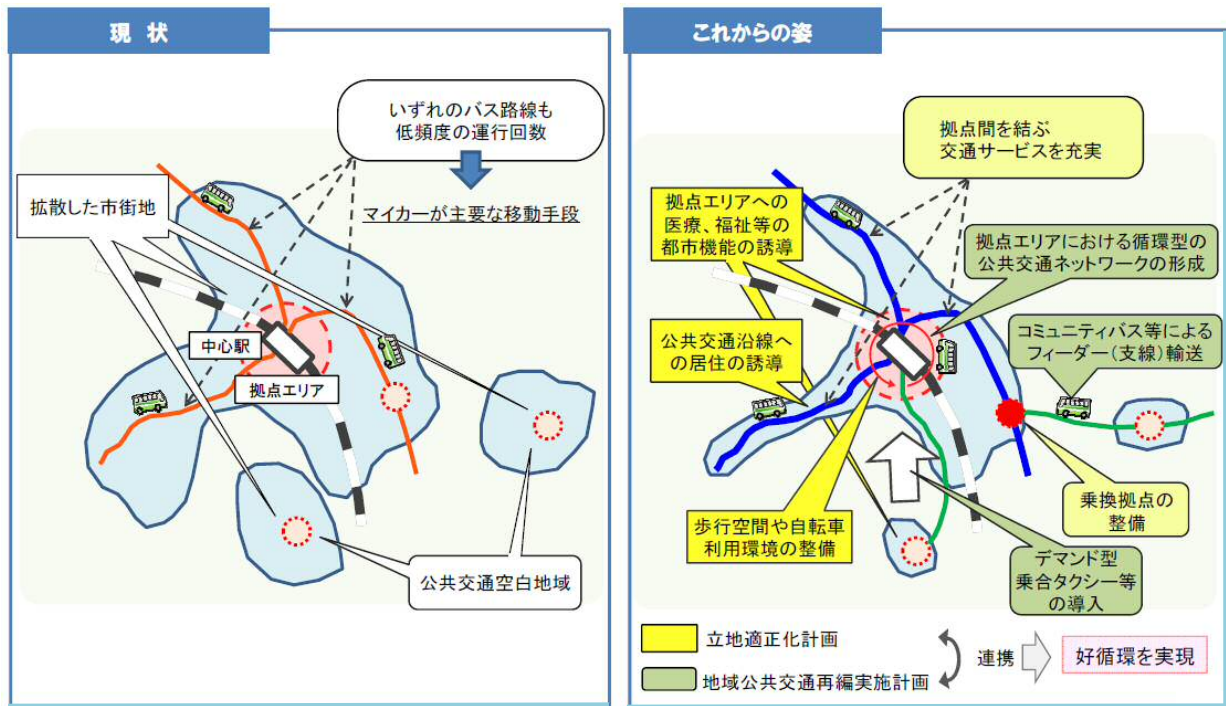 現 状
いずれのバス路線も
低頻度の運行回数
マイカーが主要な移動手段
拡散した市街地
中心駅
拠点エリア
公共交通空白地域
これからの姿
拠点間を結ぶ
交通サービスを充実
拠点エリアへの
医療、福祉等の
都市機能の誘導
拠点エリアにおける循環型の
公共交通ネットワークの形成
公共交通沿線へ
の居住の誘導
コミュニティバス等による
フィーダー(支線)輸送
歩行空間や自転車
利用環境の整備
乗換拠点の
整備
デマンド型
乗合タクシー等
の導入
立地適正化計画
地域公共交通再編実施計画
連携
好循環を実現